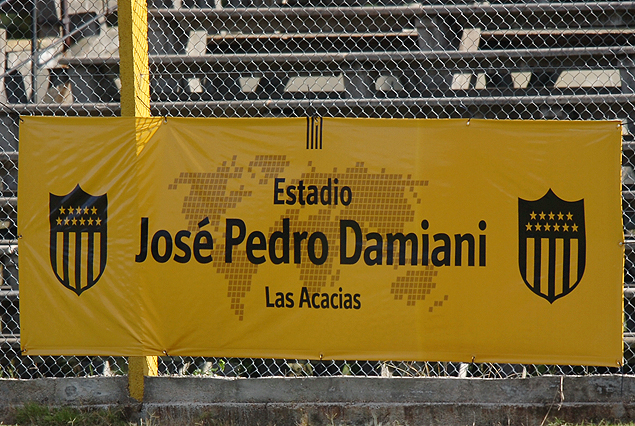 Estadio
José Pedro Damiani
Las Acacias